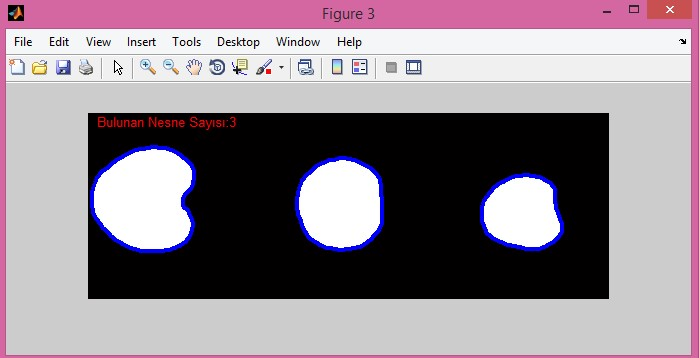 Figure 3
File Edit View Insert Tools Desktop Window Help
Bulunan Nesne Sayısı:3